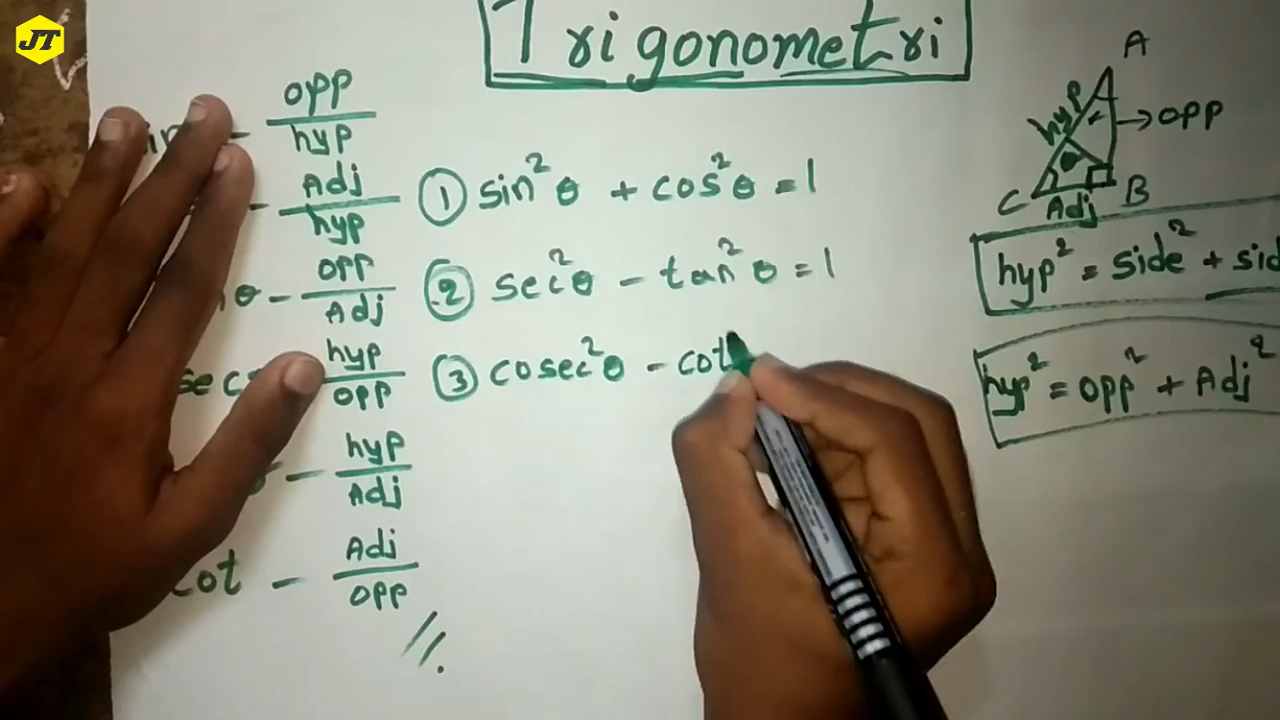 JT
Trigonometri
opp
hyp
Adj
hyp
θ - opp
Adj
hyp
opp
- hyp
Adj
cot - Adj
opp
① sin²θ + cos²θ = 1
② sec²θ - tan²θ = 1
③ cosec²θ - cot
A
hyp
→ opp
C
Adj
B
hyp² = side² + sid
hyp² = opp² + Adj²